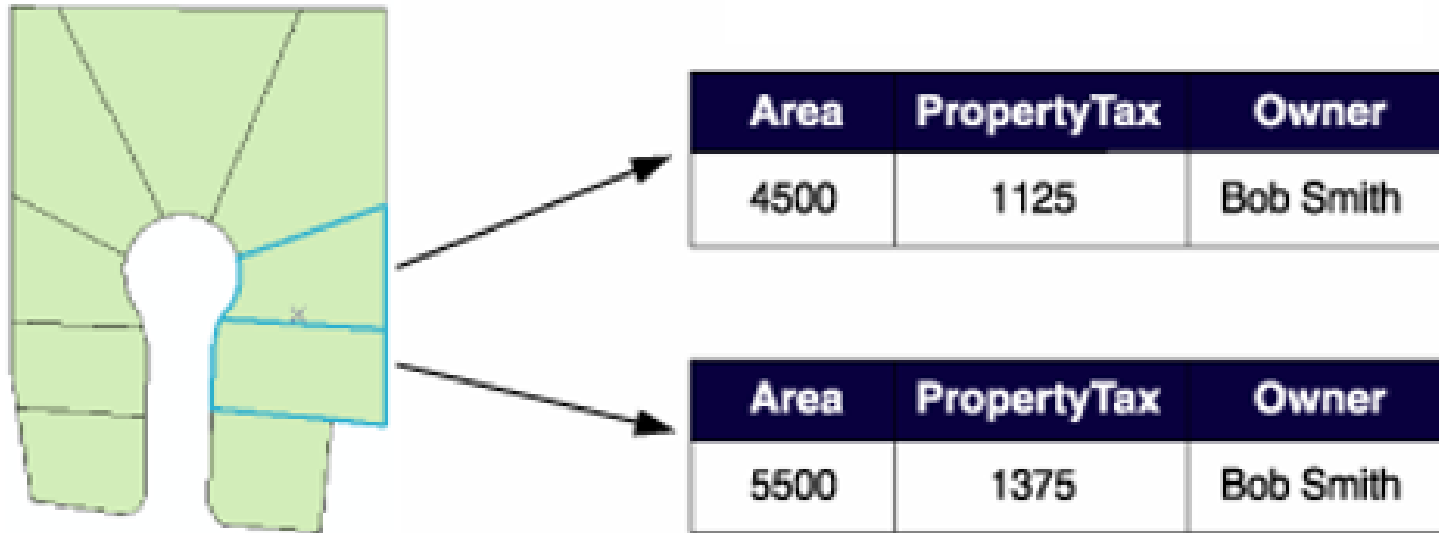 Area PropertyTax Owner
4500 1125 Bob Smith
Area PropertyTax Owner
5500 1375 Bob Smith